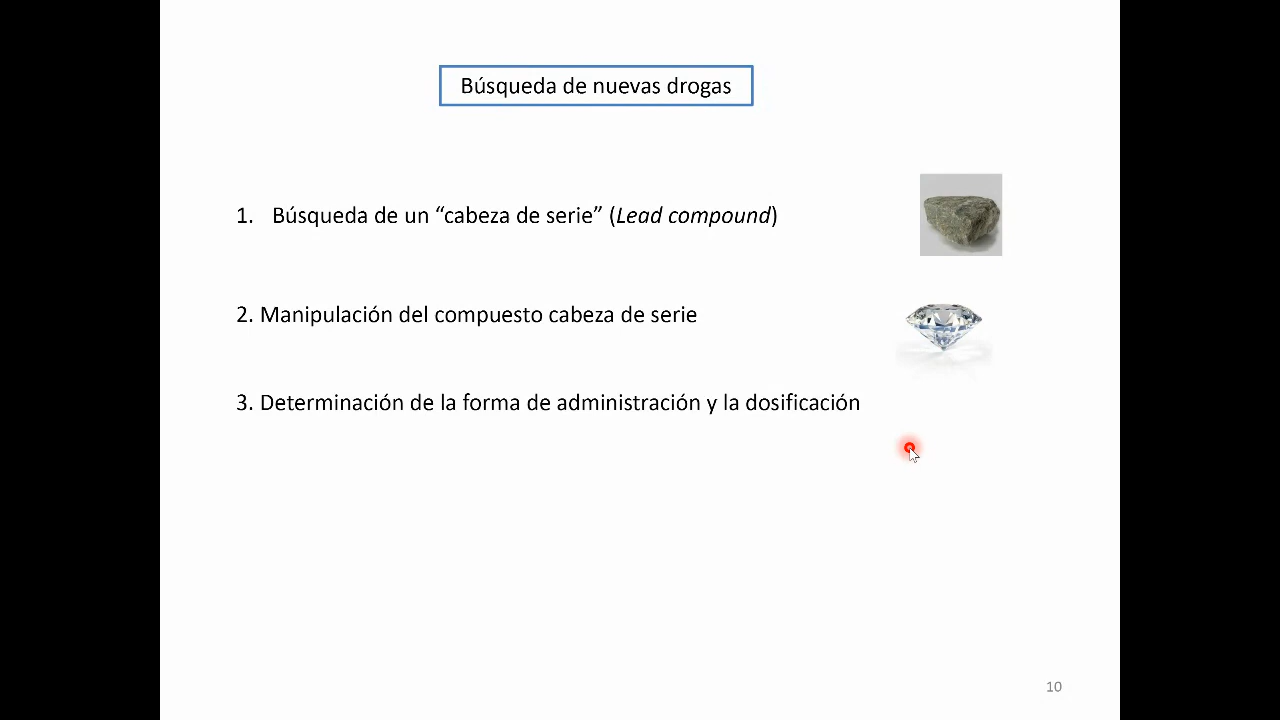 Búsqueda de nuevas drogas
1. Búsqueda de un “cabeza de serie” (Lead compound)
2. Manipulación del compuesto cabeza de serie
3. Determinación de la forma de administración y la dosificación
10